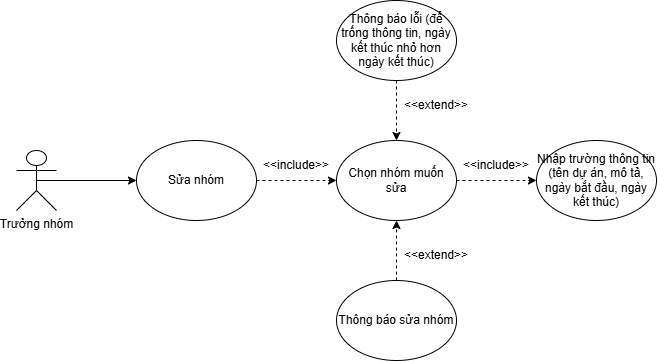 Thông báo lỗi (để
trống thông tin, ngày
kết thúc nhỏ hơn
ngày kết thúc)
<<extend>>
Trưởng nhóm
Sửa nhóm
<<include>>
Chọn nhóm muốn
sửa
<<include>>
Nhập trường thông tin
(tên dự án, mô tả,
ngày bắt đầu, ngày
kết thúc)
<<extend>>
Thông báo sửa nhóm